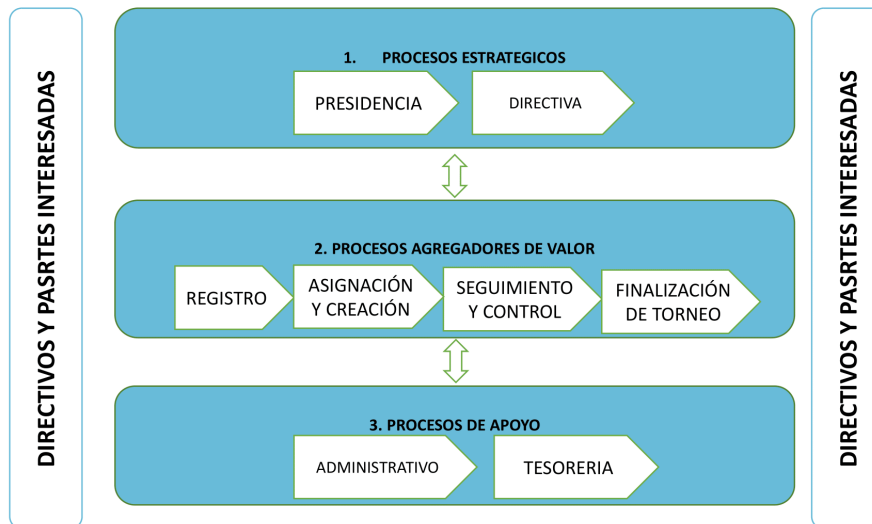 DIRECTIVOS Y PASRTES INTERESADAS
1. PROCESOS ESTRATEGICOS
PRESIDENCIA
DIRECTIVA
2. PROCESOS AGREGADORES DE VALOR
REGISTRO
ASIGNACIÓN
Y CREACIÓN
SEGUIMIENTO
Y CONTROL
FINALIZACIÓN
DE TORNEO
3. PROCESOS DE APOYO
ADMINISTRATIVO
TESORERIA
DIRECTIVOS Y PASRTES INTERESADAS